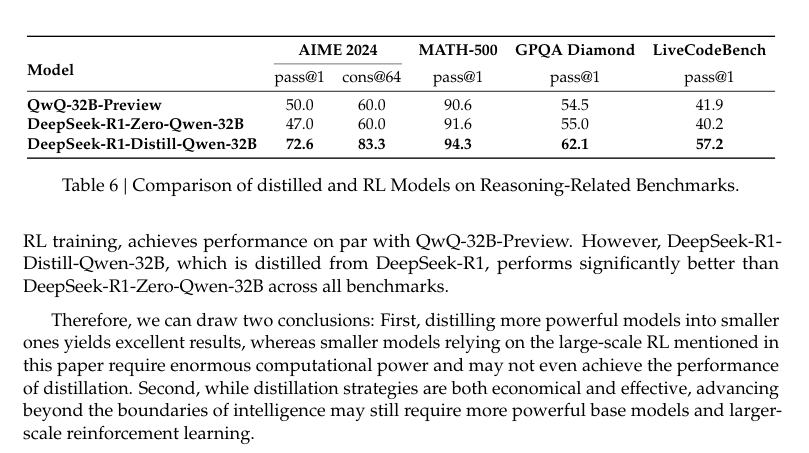 AIME 2024 MATH-500 GPQA Diamond LiveCodeBench
Model
pass@1 cons@64 pass@1 pass@1 pass@1
QwQ-32B-Preview 50.0 60.0 90.6 54.5 41.9
DeepSeek-R1-Zero-Qwen-32B 47.0 60.0 91.6 55.0 40.2
DeepSeek-R1-Distill-Qwen-32B 72.6 83.3 94.3 62.1 57.2
Table 6 | Comparison of distilled and RL Models on Reasoning-Related Benchmarks.
RL training, achieves performance on par with QwQ-32B-Preview. However, DeepSeek-R1-
Distill-Qwen-32B, which is distilled from DeepSeek-R1, performs significantly better than
DeepSeek-R1-Zero-Qwen-32B across all benchmarks.
Therefore, we can draw two conclusions: First, distilling more powerful models into smaller
ones yields excellent results, whereas smaller models relying on the large-scale RL mentioned in
this paper require enormous computational power and may not even achieve the performance
of distillation. Second, while distillation strategies are both economical and effective, advancing
beyond the boundaries of intelligence may still require more powerful base models and larger-
scale reinforcement learning.